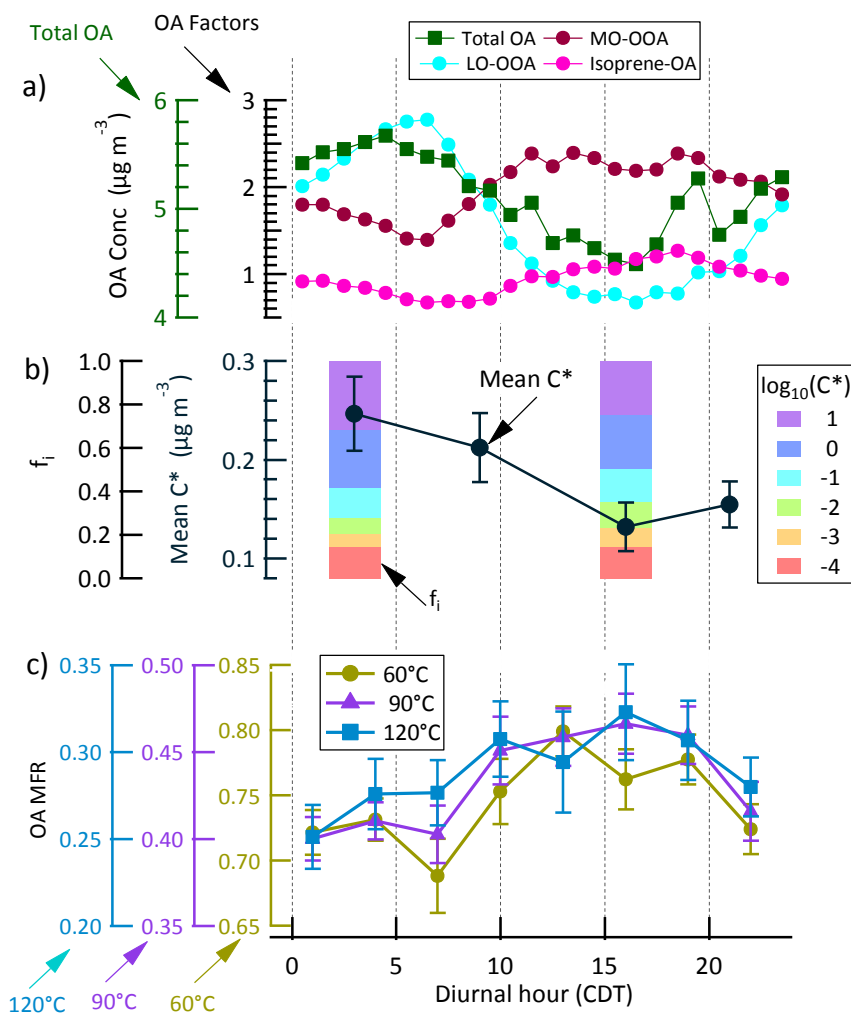 Total OA
OA Factors
Total OA
MO-OOA
LO-OOA
Isoprene-OA
a)
OA Conc (µg m⁻³)
6
5
4
3
2
1
b)
f_i
1.0
0.8
0.6
0.4
0.2
0.0
Mean C* (µg m⁻³)
0.3
0.2
0.1
Mean C*
f_i
log₁₀(C*)
1
0
-1
-2
-3
-4
c)
OA MFR
0.35
0.30
0.25
0.20
0.50
0.45
0.40
0.35
0.85
0.80
0.75
0.70
0.65
60°C
90°C
120°C
0
5
10
15
20
Diurnal hour (CDT)
120°C
90°C
60°C